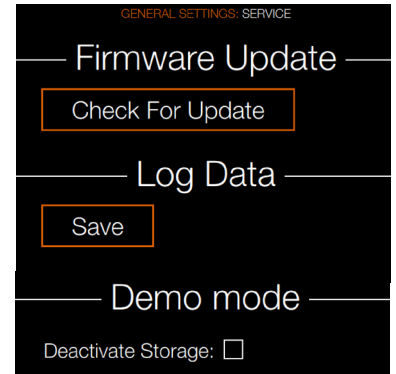 GENERAL SETTINGS: SERVICE
Firmware Update
Check For Update
Log Data
Save
Demo mode
Deactivate Storage: